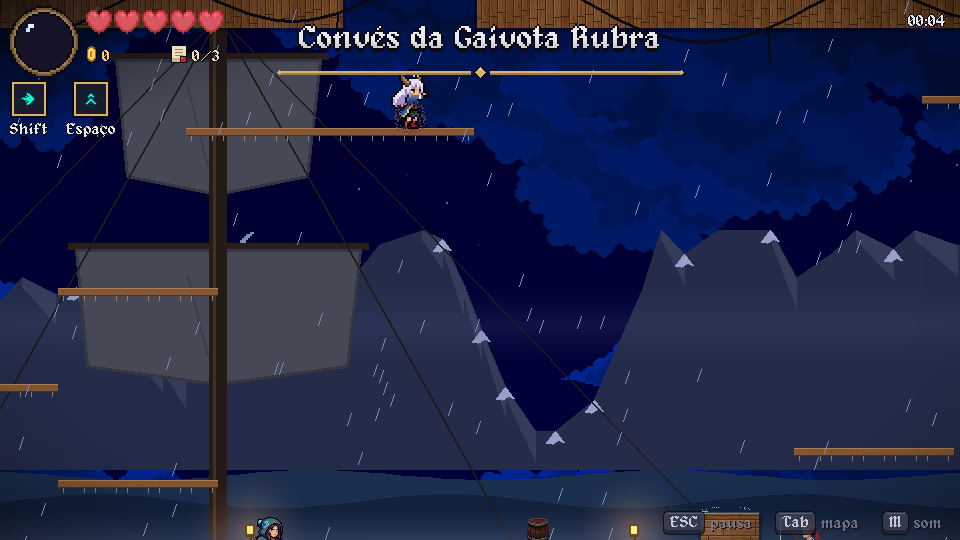 00:04
Convés da Gaivota Rubra
0
0/3
Shift
Espaço
ESC pausa
Tab mapa
M som